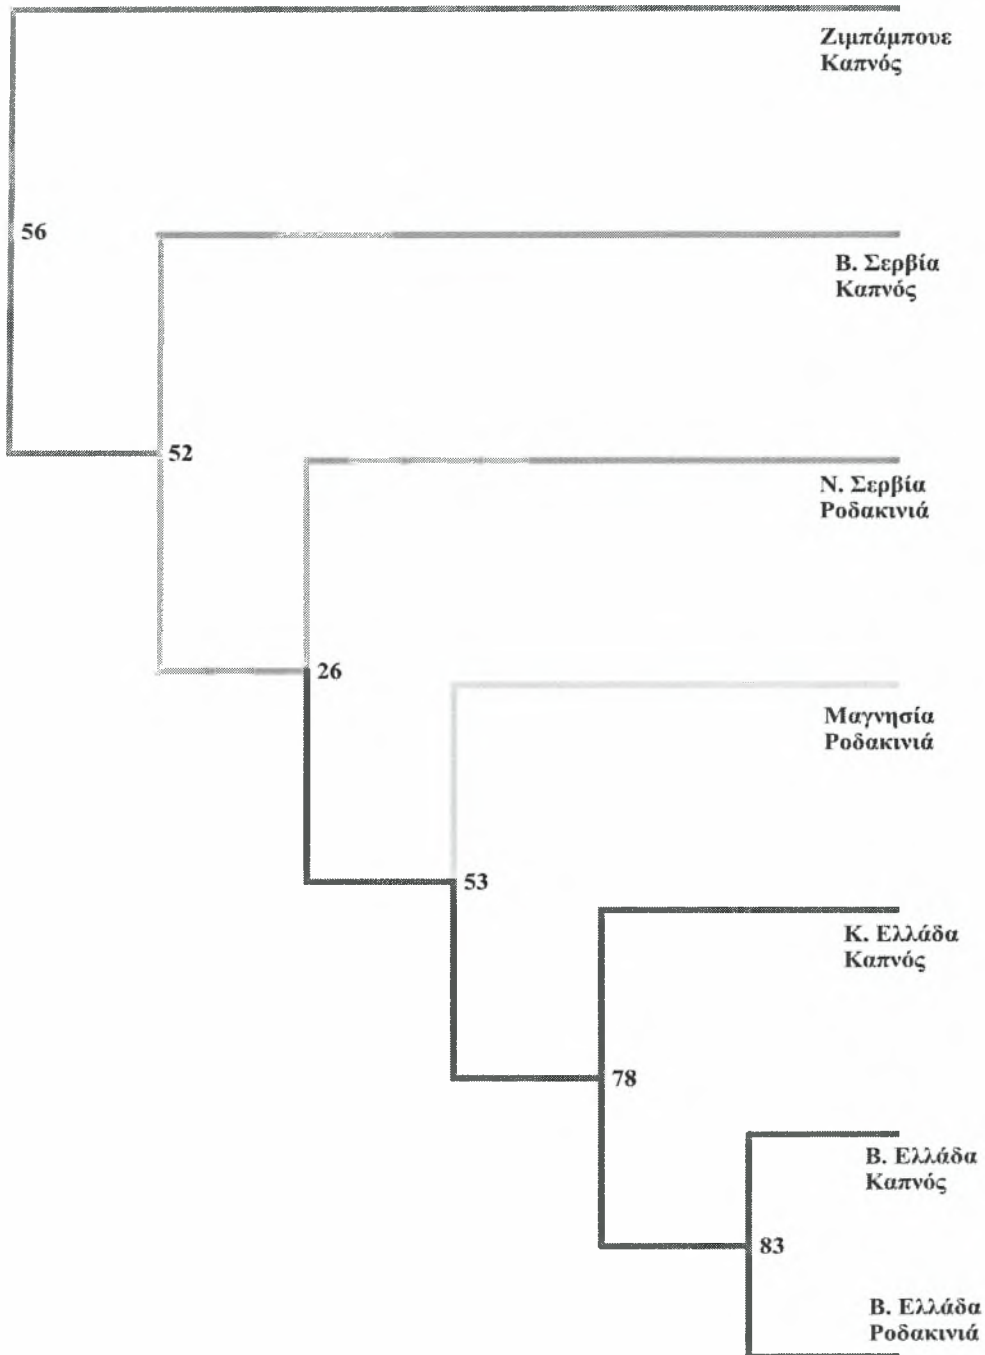 Ζιμπάμπουε
Καπνός
56
Β. Σερβία
Καπνός
52
Ν. Σερβία
Ροδακινιά
26
Μαγνησία
Ροδακινιά
53
Κ. Ελλάδα
Καπνός
78
Β. Ελλάδα
Καπνός
83
Β. Ελλάδα
Ροδακινιά